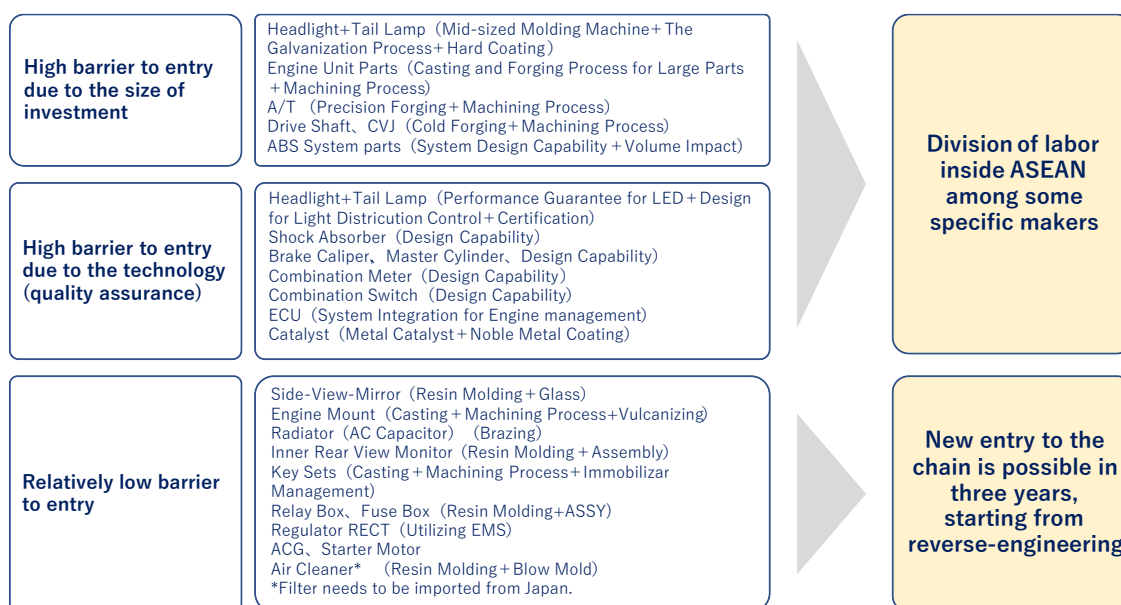 High barrier to entry
due to the size of
investment
Headlight+Tail Lamp（Mid-sized Molding Machine+The
Galvanization Process+Hard Coating）
Engine Unit Parts（Casting and Forging Process for Large Parts
+Machining Process）
A/T （Precision Forging+Machining Process）
Drive Shaft、CVJ（Cold Forging+Machining Process）
ABS System parts（System Design Capability+Volume Impact）
High barrier to entry
due to the technology
(quality assurance)
Headlight+Tail Lamp（Performance Guarantee for LED+Design
for Light Districution Control+Certification）
Shock Absorber（Design Capability）
Brake Caliper、Master Cylinder、Design Capability）
Combination Meter（Design Capability）
Combination Switch（Design Capability）
ECU（System Integration for Engine management）
Catalyst（Metal Catalyst+Noble Metal Coating）
Division of labor
inside ASEAN
among some
specific makers
Relatively low barrier
to entry
Side-View-Mirror（Resin Molding+Glass）
Engine Mount（Casting+Machining Process+Vulcanizing）
Radiator（AC Capacitor）（Brazing）
Inner Rear View Monitor（Resin Molding+Assembly）
Key Sets（Casting+Machining Process+Immobilizar
Management）
Relay Box、Fuse Box（Resin Molding+ASSY）
Regulator RECT（Utilizing EMS）
ACG、Starter Motor
Air Cleaner* （Resin Molding+Blow Mold）
*Filter needs to be imported from Japan.
New entry to the
chain is possible in
three years,
starting from
reverse-engineering